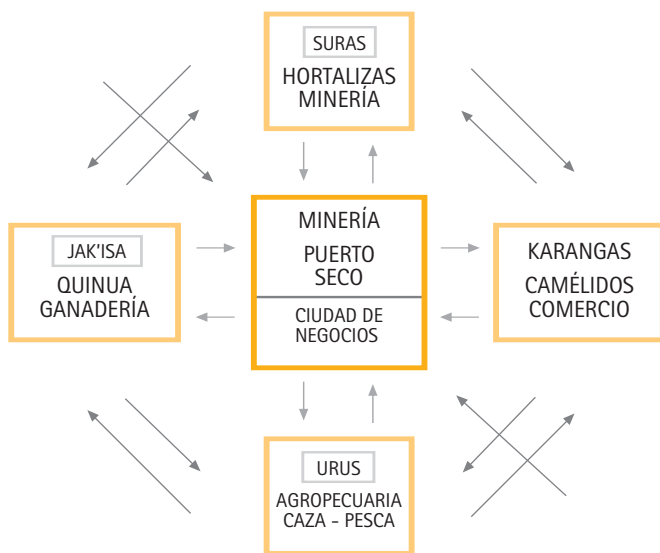 SURAS
HORTALIZAS
MINERÍA
JAK'ISA
QUINUA
GANADERÍA
MINERÍA
PUERTO
SECO
CIUDAD DE
NEGOCIOS
KARANGAS
CAMÉLIDOS
COMERCIO
URUS
AGROPECUARIA
CAZA - PESCA